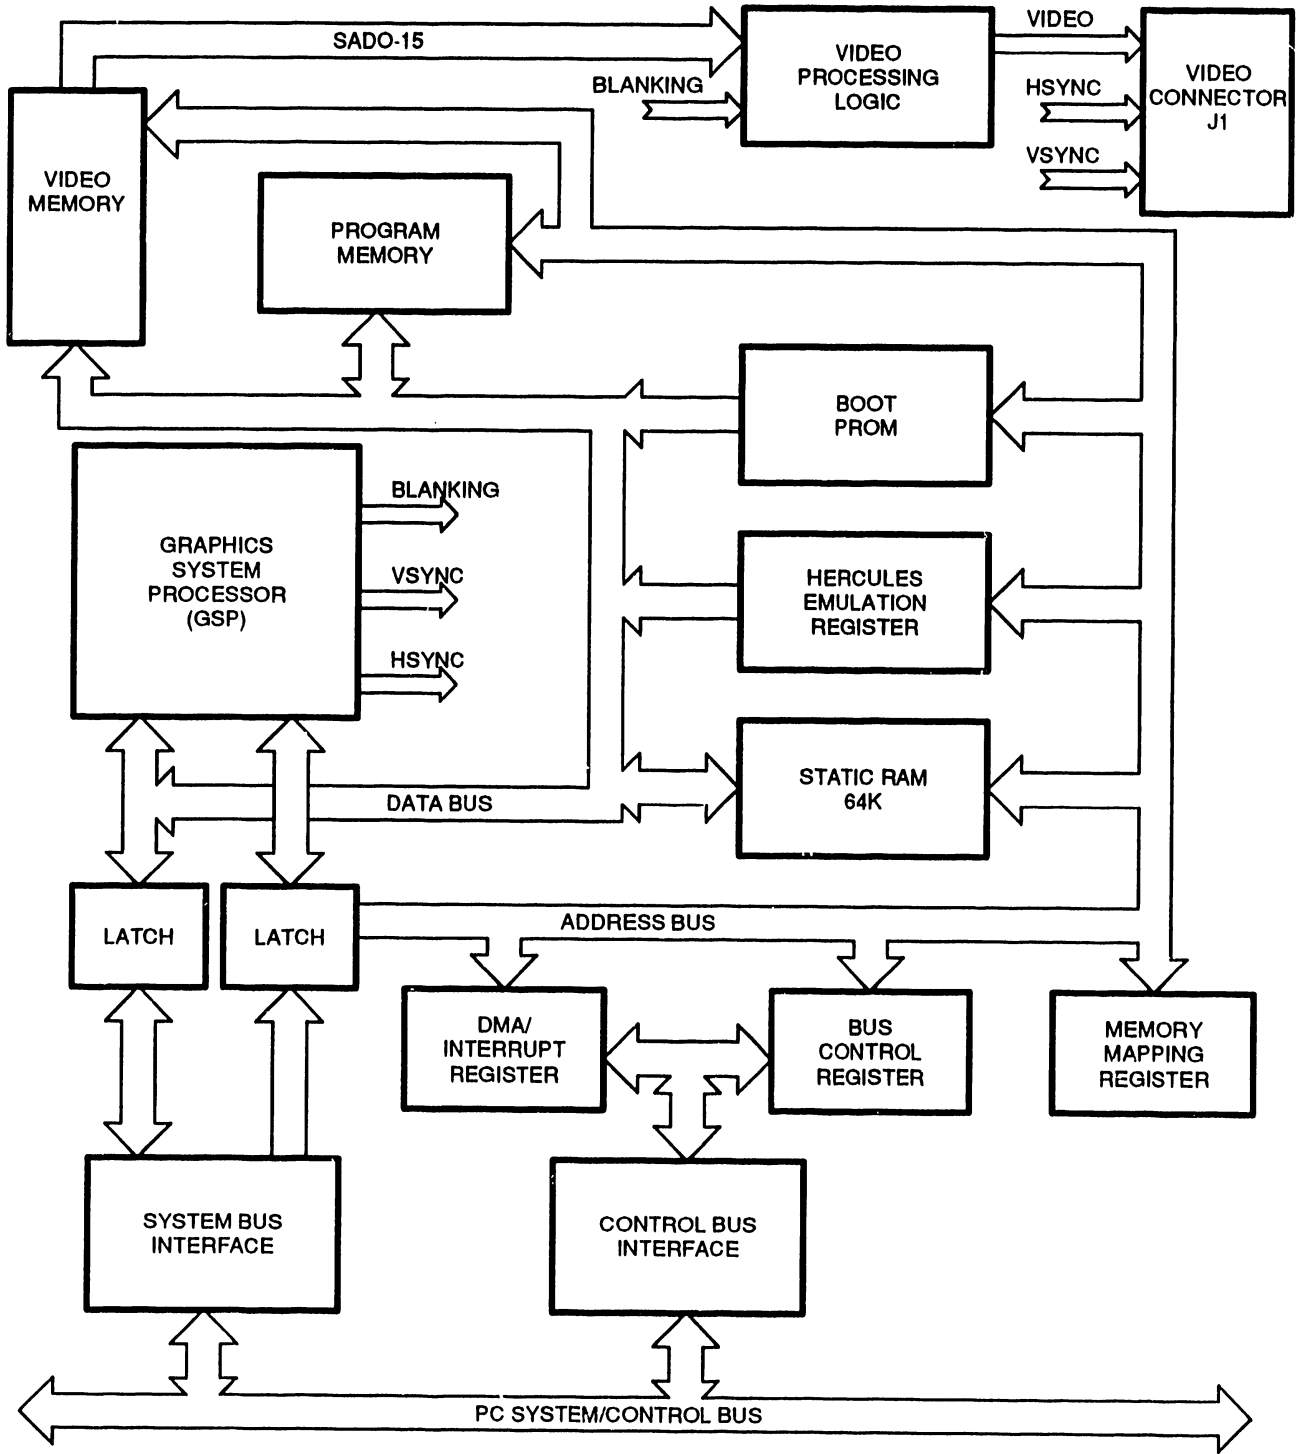 SADO-15
VIDEO
PROCESSING
LOGIC
VIDEO
BLANKING
HSYNC
VSYNC
VIDEO
CONNECTOR
J1
VIDEO
MEMORY
PROGRAM
MEMORY
BOOT
PROM
GRAPHICS
SYSTEM
PROCESSOR
(GSP)
BLANKING
VSYNC
HSYNC
HERCULES
EMULATION
REGISTER
STATIC RAM
64K
DATA BUS
LATCH
LATCH
ADDRESS BUS
DMA/
INTERRUPT
REGISTER
BUS
CONTROL
REGISTER
MEMORY
MAPPING
REGISTER
SYSTEM BUS
INTERFACE
CONTROL BUS
INTERFACE
PC SYSTEM/CONTROL BUS